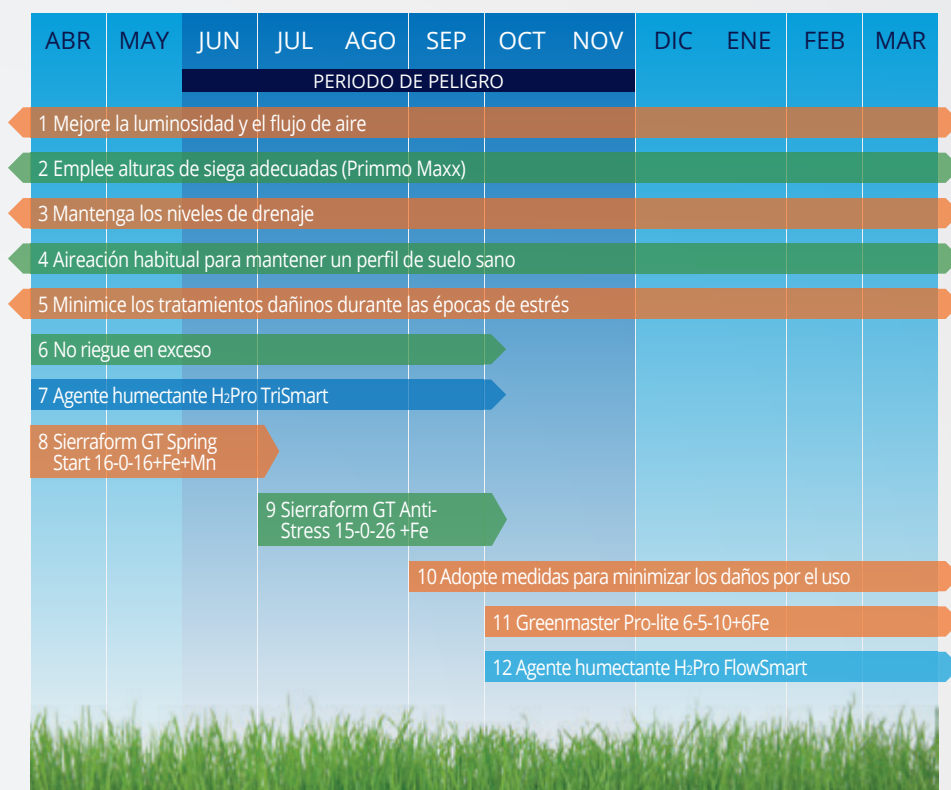 ABR MAY JUN JUL AGO SEP OCT NOV DIC ENE FEB MAR
PERIODO DE PELIGRO
1 Mejore la luminosidad y el flujo de aire
2 Emplee alturas de siega adecuadas (Primmo Maxx)
3 Mantenga los niveles de drenaje
4 Aireación habitual para mantener un perfil de suelo sano
5 Minimice los tratamientos dañinos durante las épocas de estrés
6 No riegue en exceso
7 Agente humectante H₂Pro TriSmart
8 Sierraform GT Spring
Start 16-0-16+Fe+Mn
9 Sierraform GT Anti-
Stress 15-0-26 +Fe
10 Adopte medidas para minimizar los daños por el uso
11 Greenmaster Pro-lite 6-5-10+6Fe
12 Agente humectante H₂Pro FlowSmart